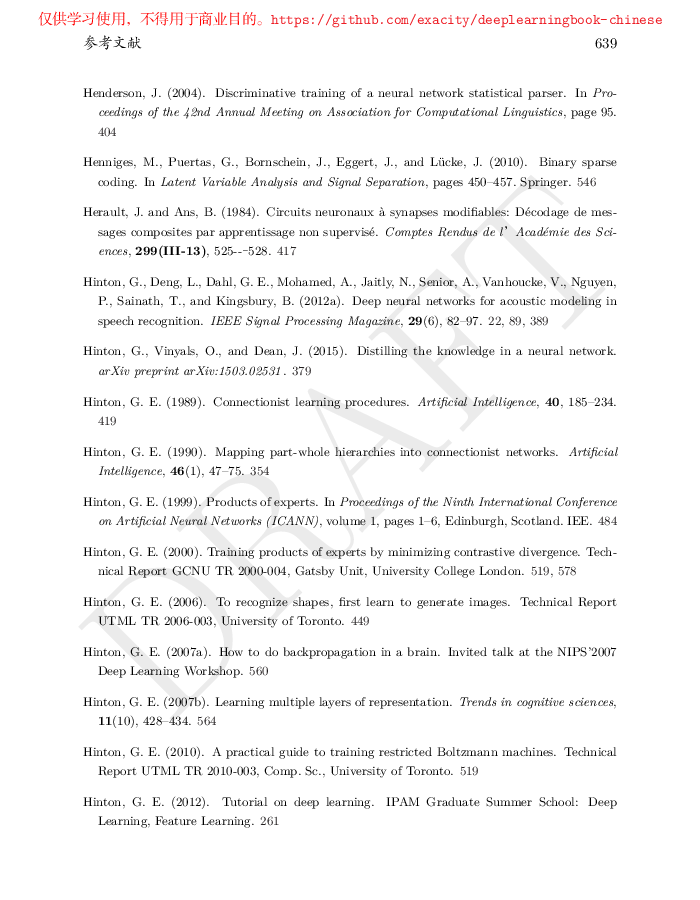 仅供学习使用，不得用于商业目的。https://github.com/exacity/deeplearningbook-chinese
参考文献 639
Henderson, J. (2004). Discriminative training of a neural network statistical parser. In Pro-
ceedings of the 42nd Annual Meeting on Association for Computational Linguistics, page 95.
404
Henniges, M., Puertas, G., Bornschein, J., Eggert, J., and Lücke, J. (2010). Binary sparse
coding. In Latent Variable Analysis and Signal Separation, pages 450–457. Springer. 546
Herault, J. and Ans, B. (1984). Circuits neuronaux à synapses modifiables: Décodage de mes-
sages composites par apprentissage non supervisé. Comptes Rendus de l’Académie des Sci-
ences, 299(III-13), 525-–528. 417
Hinton, G., Deng, L., Dahl, G. E., Mohamed, A., Jaitly, N., Senior, A., Vanhoucke, V., Nguyen,
P., Sainath, T., and Kingsbury, B. (2012a). Deep neural networks for acoustic modeling in
speech recognition. IEEE Signal Processing Magazine, 29(6), 82–97. 22, 89, 389
Hinton, G., Vinyals, O., and Dean, J. (2015). Distilling the knowledge in a neural network.
arXiv preprint arXiv:1503.02531. 379
Hinton, G. E. (1989). Connectionist learning procedures. Artificial Intelligence, 40, 185–234.
419
Hinton, G. E. (1990). Mapping part-whole hierarchies into connectionist networks. Artificial
Intelligence, 46(1), 47–75. 354
Hinton, G. E. (1999). Products of experts. In Proceedings of the Ninth International Conference
on Artificial Neural Networks (ICANN), volume 1, pages 1–6, Edinburgh, Scotland. IEE. 484
Hinton, G. E. (2000). Training products of experts by minimizing contrastive divergence. Tech-
nical Report GCNU TR 2000-004, Gatsby Unit, University College London. 519, 578
Hinton, G. E. (2006). To recognize shapes, first learn to generate images. Technical Report
UTML TR 2006-003, University of Toronto. 449
Hinton, G. E. (2007a). How to do backpropagation in a brain. Invited talk at the NIPS’2007
Deep Learning Workshop. 560
Hinton, G. E. (2007b). Learning multiple layers of representation. Trends in cognitive sciences,
11(10), 428–434. 564
Hinton, G. E. (2010). A practical guide to training restricted Boltzmann machines. Technical
Report UTML TR 2010-003, Comp. Sc., University of Toronto. 519
Hinton, G. E. (2012). Tutorial on deep learning. IPAM Graduate Summer School: Deep
Learning, Feature Learning. 261
DRAFT